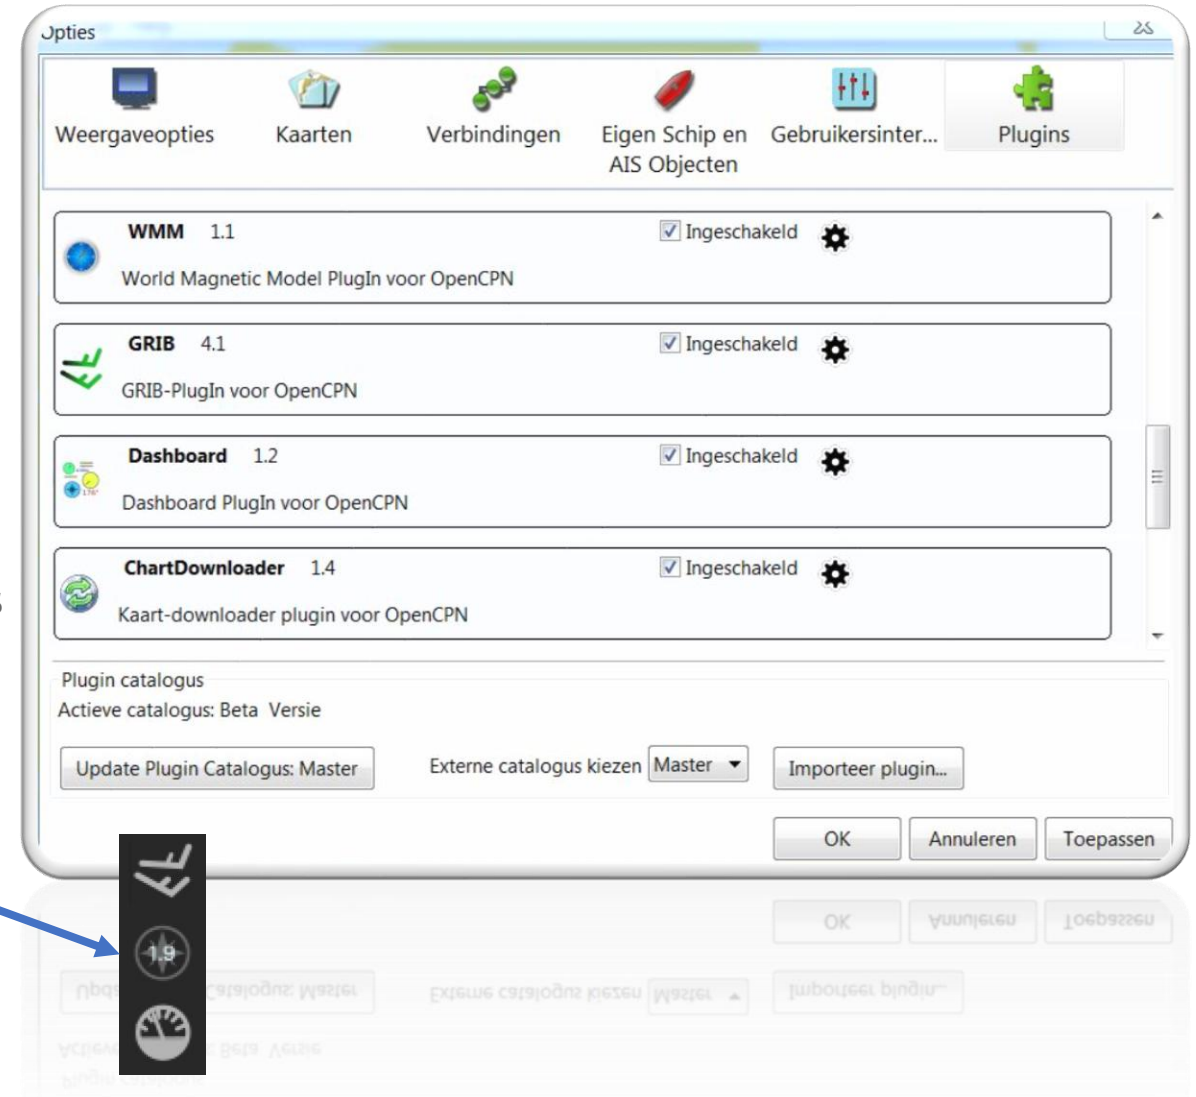 Opties
Weergaveopties
Kaarten
Verbindingen
Eigen Schip en
AIS Objecten
Gebruikersinter...
Plugins
WMM 1.1
Ingeschakeld
World Magnetic Model PlugIn voor OpenCPN
GRIB 4.1
Ingeschakeld
GRIB-PlugIn voor OpenCPN
Dashboard 1.2
Ingeschakeld
Dashboard PlugIn voor OpenCPN
ChartDownloader 1.4
Ingeschakeld
Kaart-downloader plugin voor OpenCPN
Plugin catalogus
Actieve catalogus: Beta Versie
Update Plugin Catalogus: Master
Externe catalogus kiezen
Master
Importeer plugin...
OK
Annuleren
Toepassen
1.9